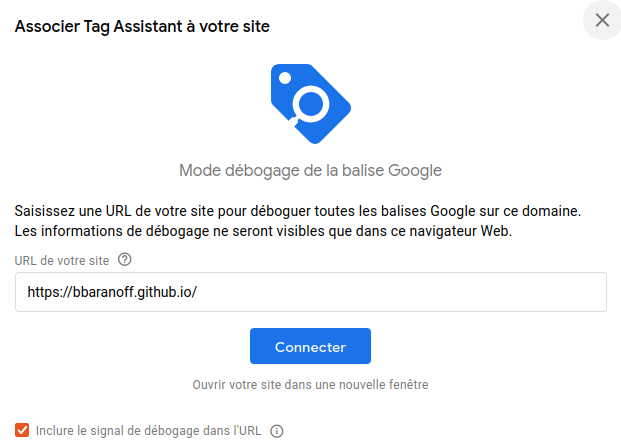 Associer Tag Assistant à votre site
Mode débogage de la balise Google
Saisissez une URL de votre site pour déboguer toutes les balises Google sur ce domaine.
Les informations de débogage ne seront visibles que dans ce navigateur Web.
URL de votre site
https://bbaranoff.github.io/
Connecter
Ouvrir votre site dans une nouvelle fenêtre
Inclure le signal de débogage dans l'URL